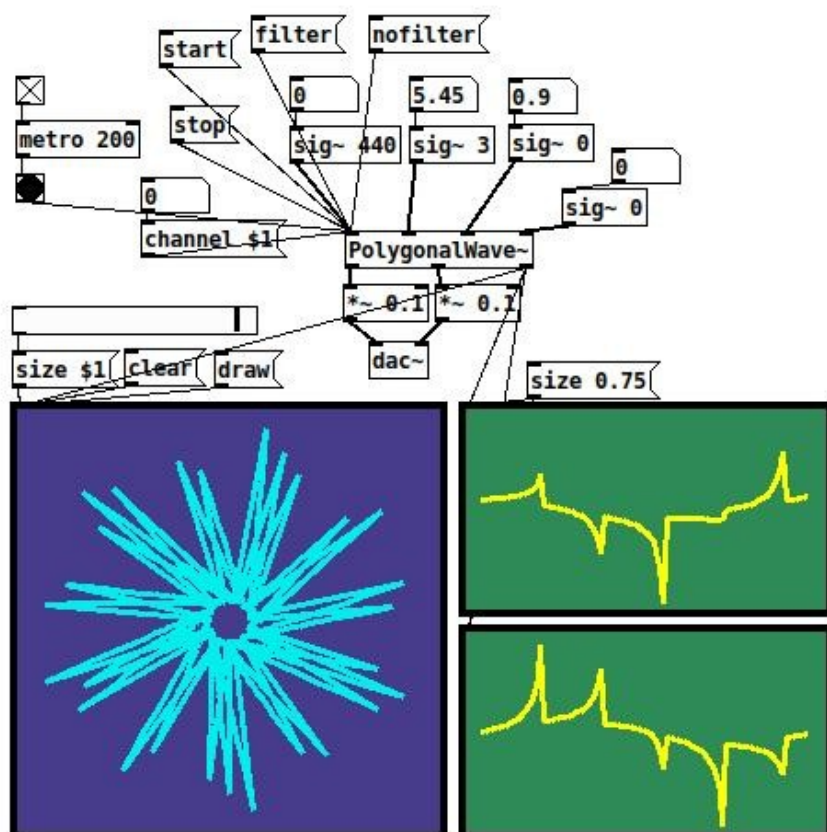 start
filter
nofilter
0
5.45
0.9
metro 200
stop
sig~ 440
sig~ 3
sig~ 0
0
0
sig~ 0
channel $1
PolygonalWave~
*~ 0.1
*~ 0.1
dac~
size $1
clear
draw
size 0.75